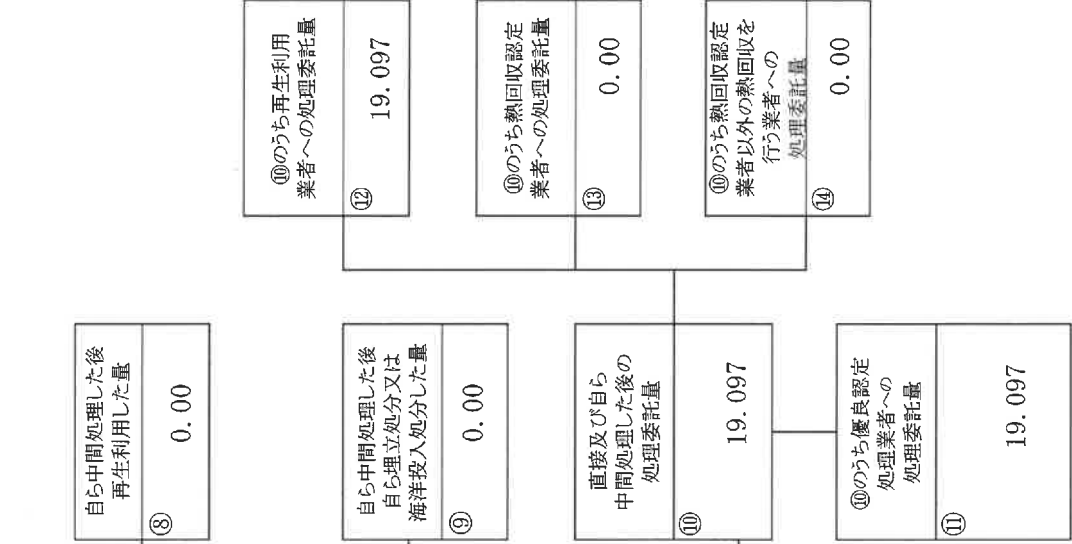 自ら中間処理した後
再生利用した量
⑧
0.00
自ら中間処理した後
自ら埋立処分又は
海洋投入処分した量
⑨
0.00
直接及び自ら
中間処理した後の
処理委託量
⑩
19.097
⑩のうち優良認定
処理業者への
処理委託量
⑪
19.097
⑩のうち再生利用
業者への処理委託量
⑫
19.097
⑩のうち熱回収認定
業者への処理委託量
⑬
0.00
⑩のうち熱回収認定
業者以外の熱回収を
行う業者への
処理委託量
⑭
0.00